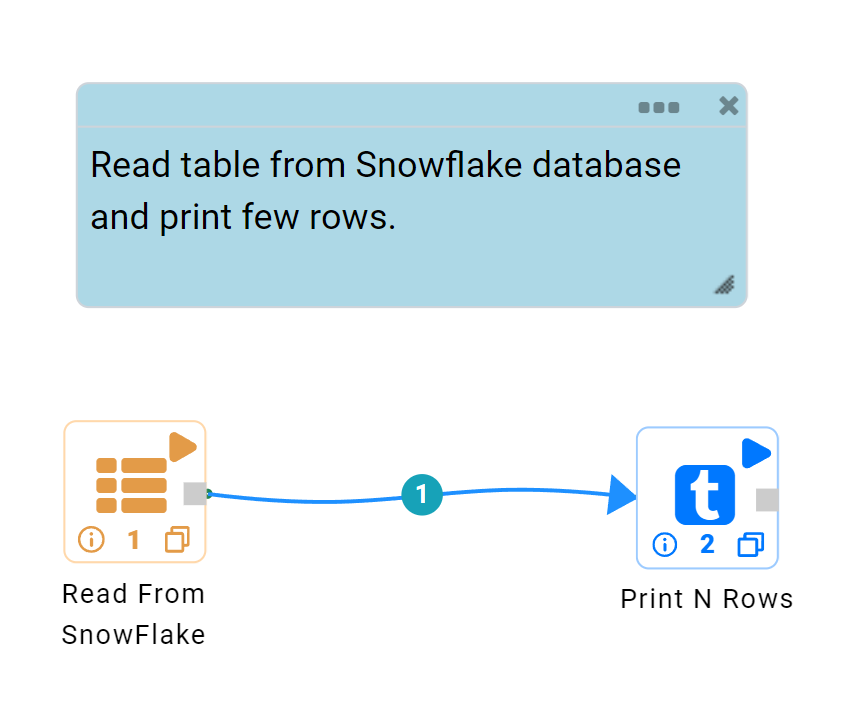 Read table from Snowflake database
and print few rows.
1
t
1
2
Read From
SnowFlake
Print N Rows